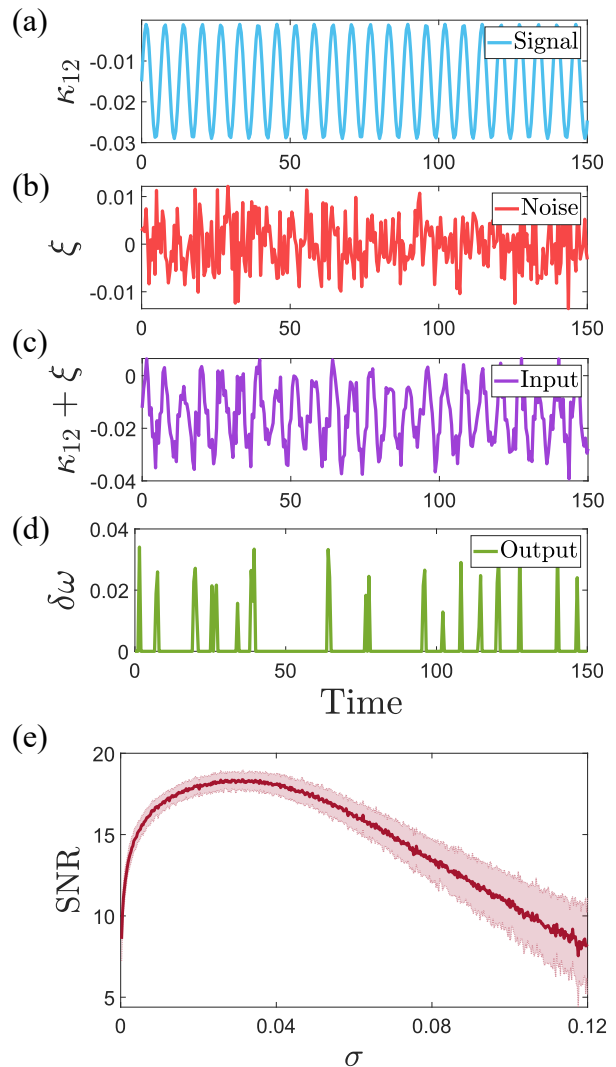 (a)
κ12
-0.01
-0.03
Signal
0
50
100
150
(b)
ξ
0.01
0
-0.01
Noise
0
50
100
150
(c)
κ12 + ξ
0
-0.02
-0.04
Input
0
50
100
150
(d)
δω
0.04
0.02
0
Output
0
50
100
150
Time
(e)
SNR
20
15
10
5
0
0.04
0.08
0.12
σ